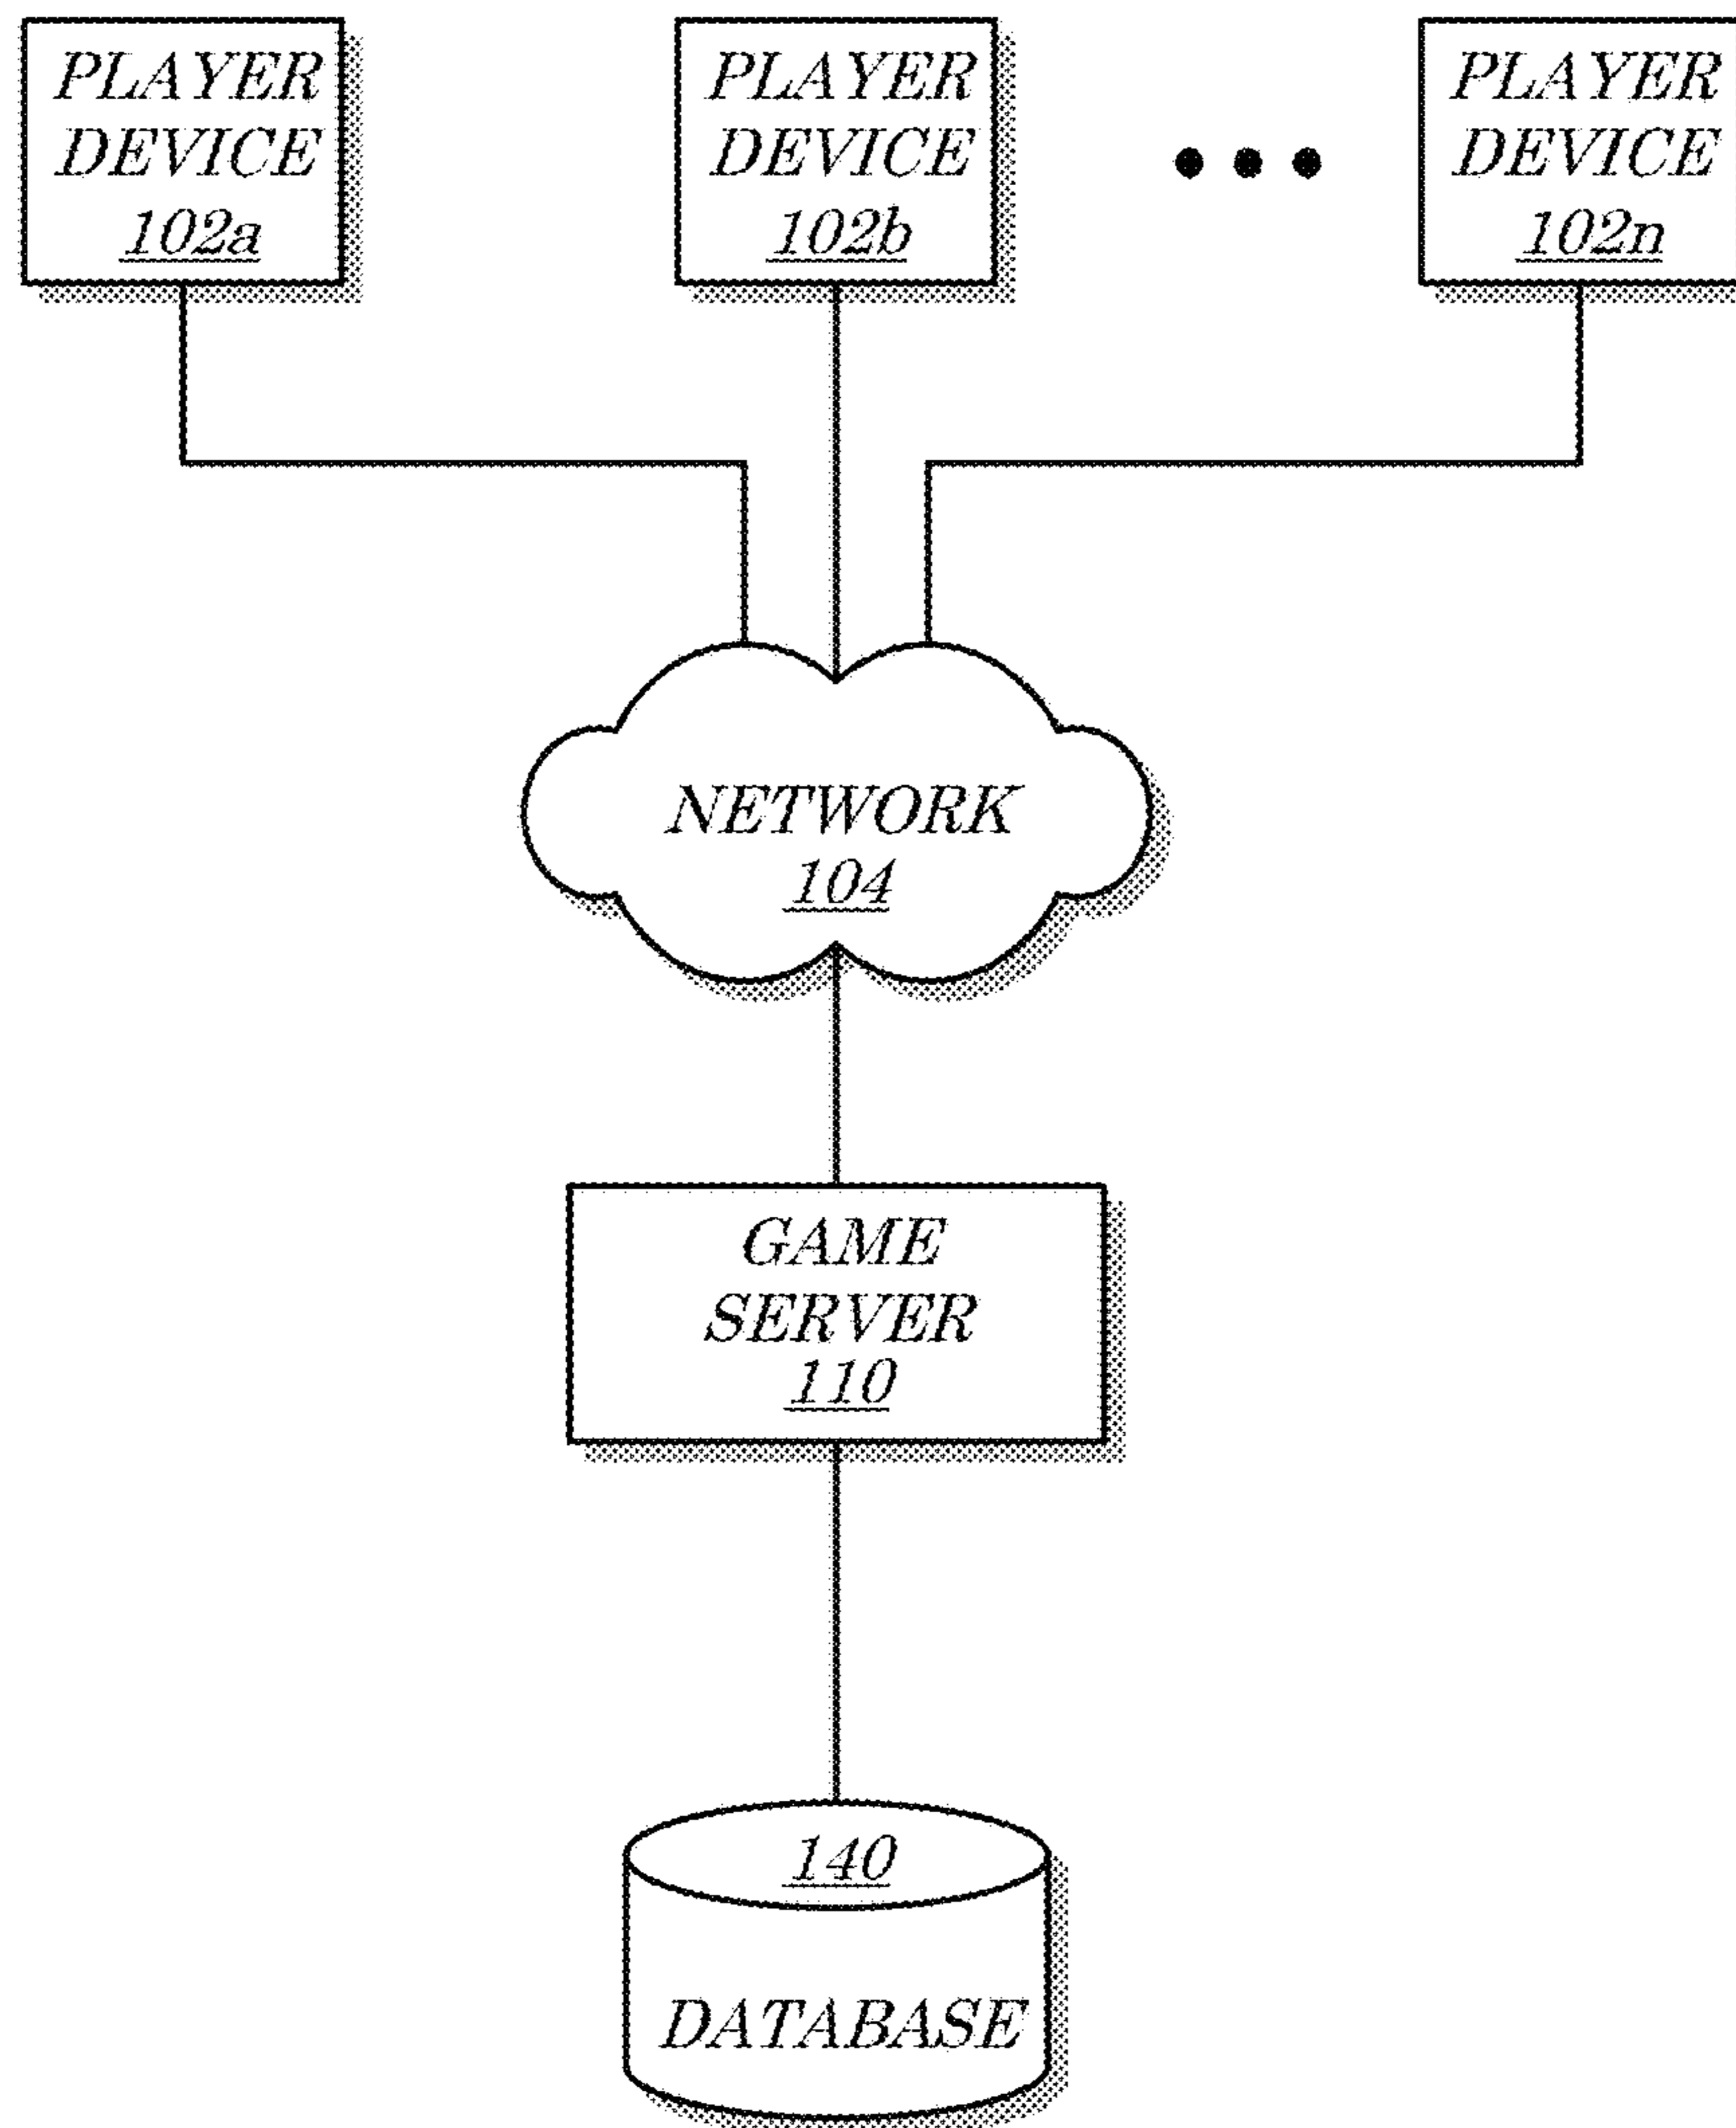 PLAYER
DEVICE
102a
PLAYER
DEVICE
102b
PLAYER
DEVICE
102n
NETWORK
104
GAME
SERVER
110
140
DATABASE